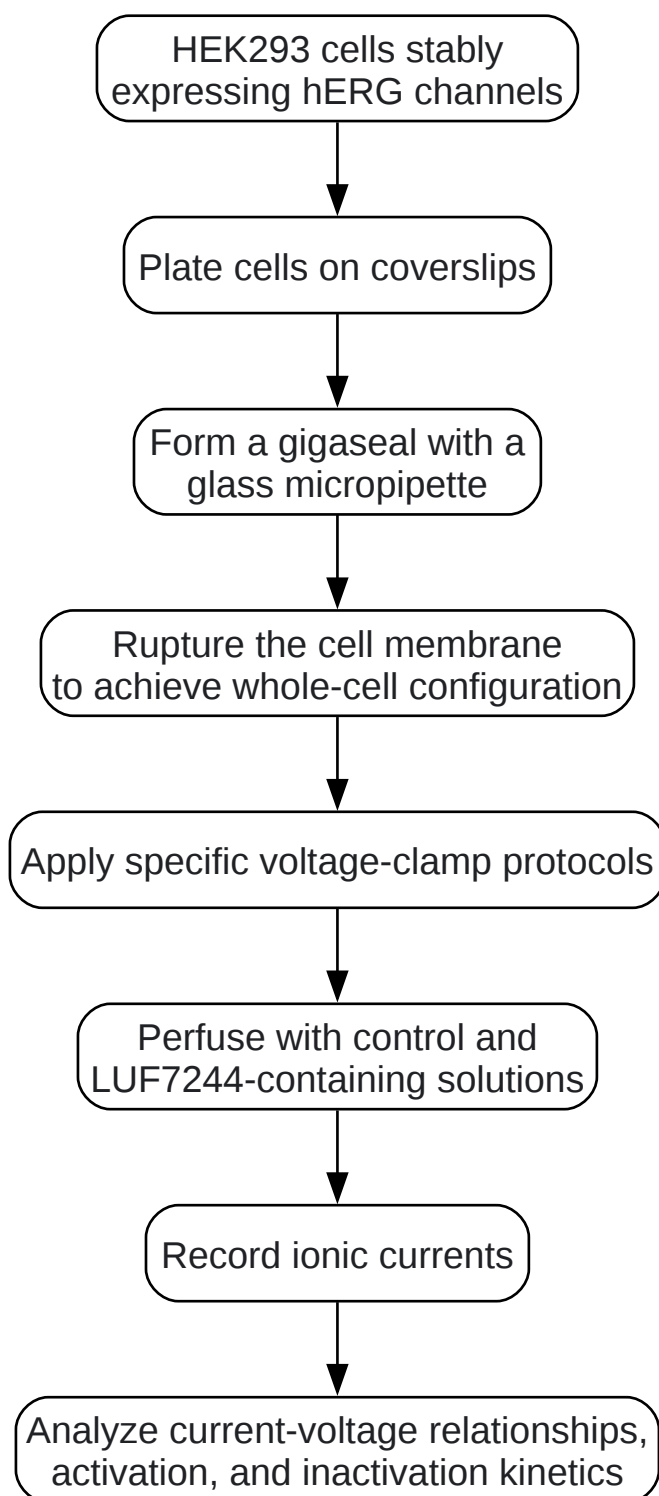 HEK293 cells stably
expressing hERG channels
Plate cells on coverslips
Form a gigaseal with a
glass micropipette
Rupture the cell membrane
to achieve whole-cell configuration
Apply specific voltage-clamp protocols
Perfuse with control and
LUF7244-containing solutions
Record ionic currents
Analyze current-voltage relationships,
activation, and inactivation kinetics